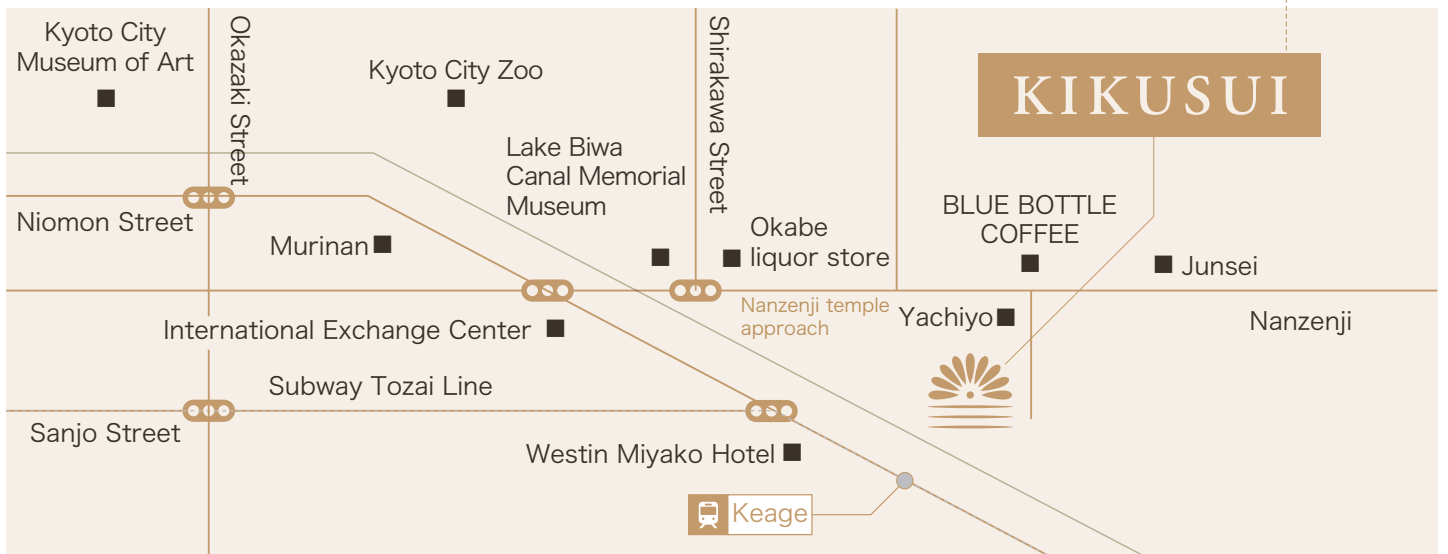 Kyoto City
Museum of Art
Okazaki Street
Kyoto City Zoo
Shirakawa Street
KIKUSUI
Lake Biwa
Canal Memorial
Museum
Niomon Street
Murinan
Okabe
liquor store
BLUE BOTTLE
COFFEE
Junsei
Nanzenji temple
approach
Yachiyo
Nanzenji
International Exchange Center
Subway Tozai Line
Sanjo Street
Westin Miyako Hotel
Keage